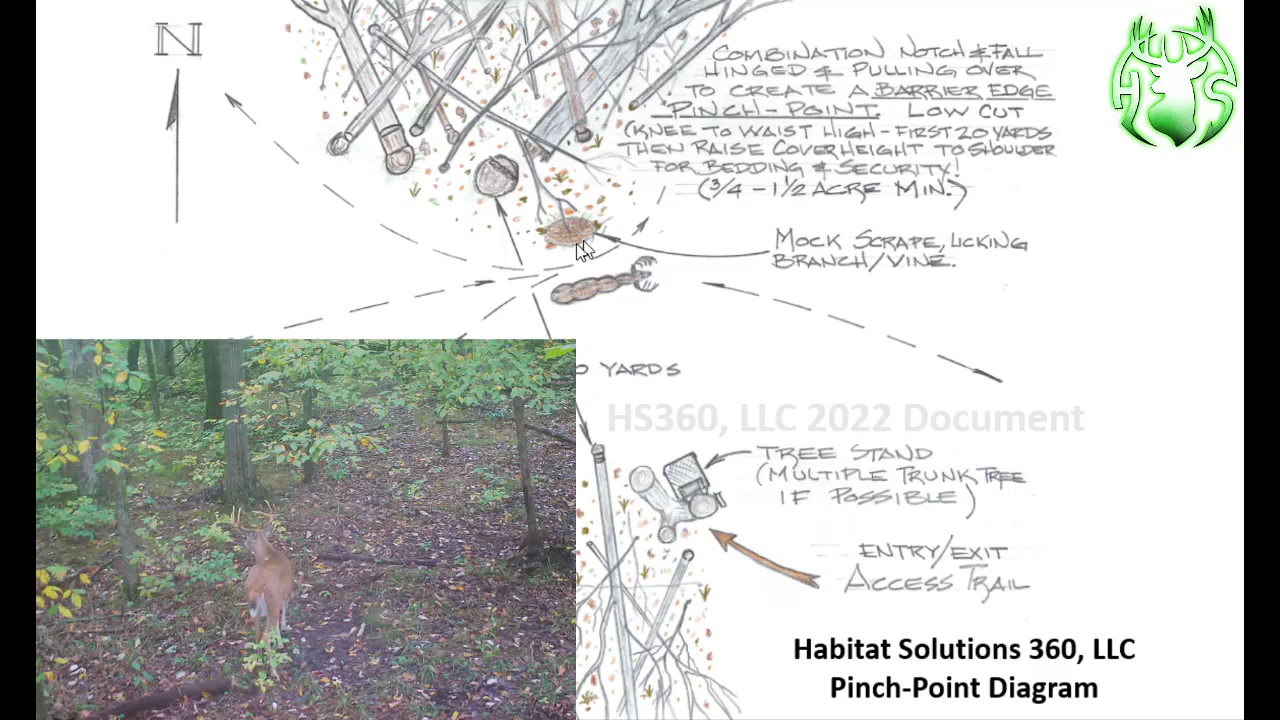 N
COMBINATION NOTCH & FALL
HINGED & PULLING OVER
TO CREATE A BARRIER EDGE
PINCH-POINT. LOW CUT
(KNEE TO WAIST HIGH - FIRST 20 YARDS
THEN RAISE COVER HEIGHT TO SHOULDER
FOR BEDDING & SECURITY!
(3/4 - 1 1/2 ACRE MIN.)
HS
MOCK SCRAPE, LICKING
BRANCH/VINE.
YARDS
HS360, LLC 2022 Document
TREE STAND
(MULTIPLE TRUNK TREE
IF POSSIBLE)
ENTRY/EXIT
ACCESS TRAIL
Habitat Solutions 360, LLC
Pinch-Point Diagram